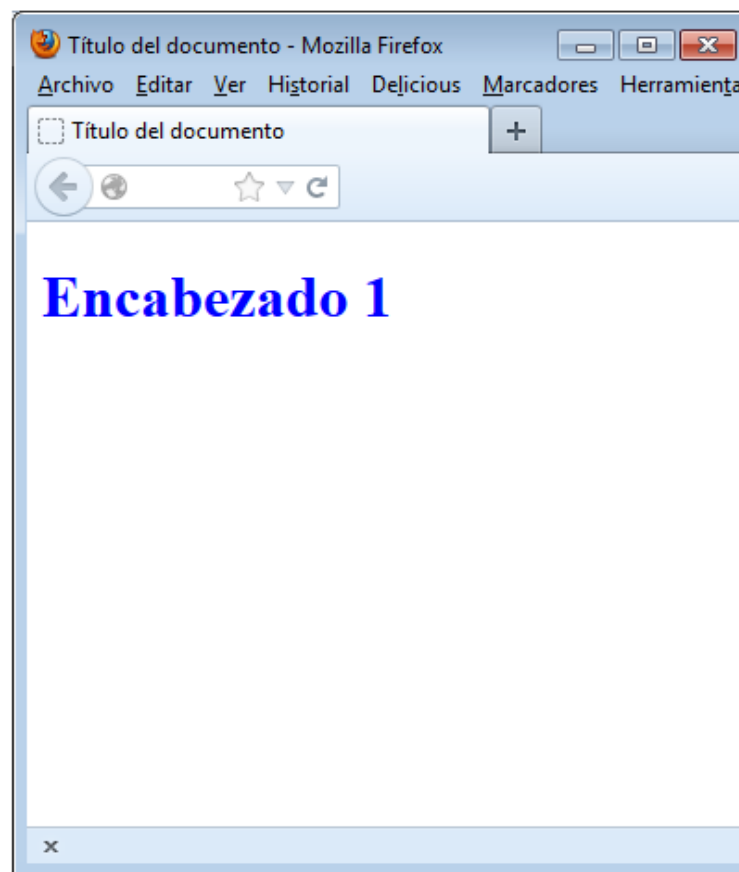 Título del documento - Mozilla Firefox
Archivo Editar Ver Historial Delicious Marcadores Herramienta
Título del documento
Encabezado 1